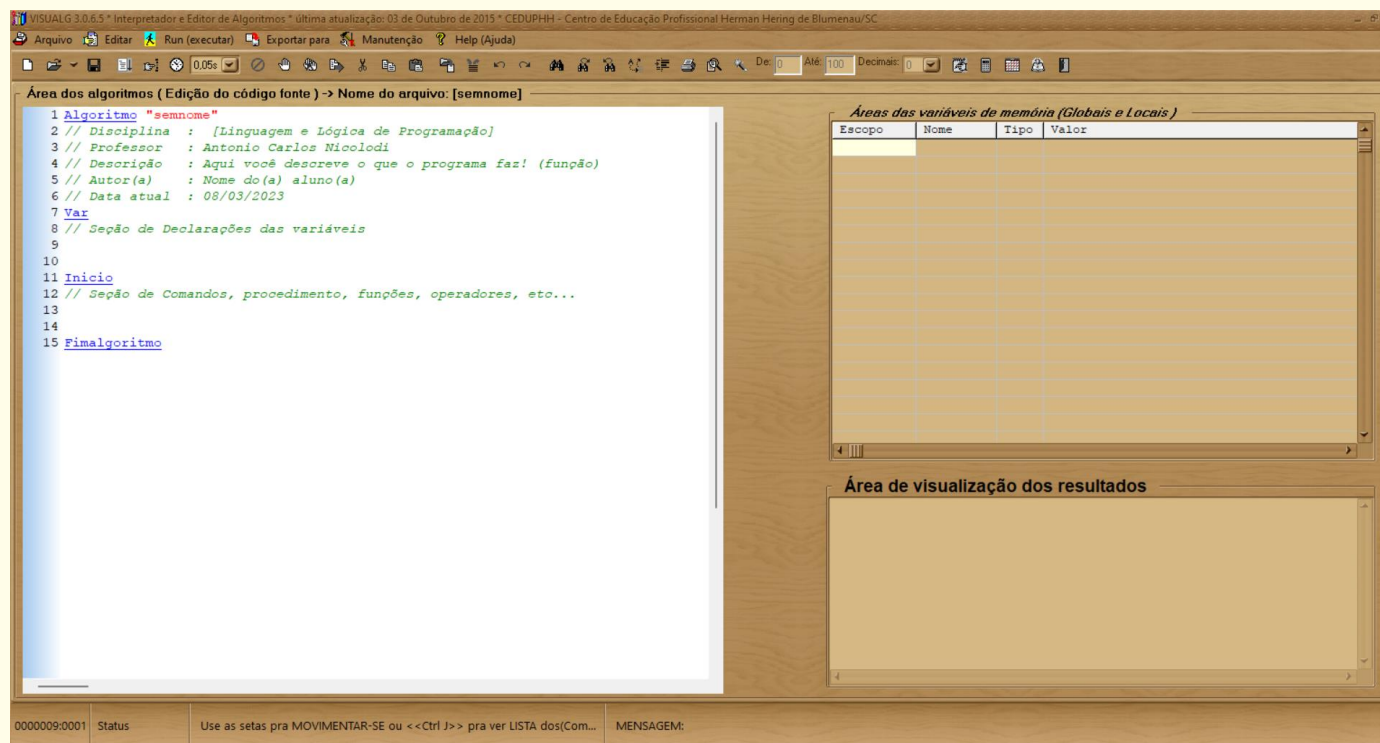 VISUALG 3.0.6.5 * Interpretador e Editor de Algoritmos * última atualização: 03 de Outubro de 2015 * CEDUPHH - Centro de Educação Profissional Herman Hering de Blumenau/SC
Arquivo Editar Run (executar) Exportar para Manutenção Help (Ajuda)
0,05s De: 0 Até: 100 Decimais: 0
Área dos algoritmos ( Edição do código fonte ) -> Nome do arquivo: [semnome]
1 Algoritmo "semnome"
2 // Disciplina : [Linguagem e Lógica de Programação]
3 // Professor : Antonio Carlos Nicolodi
4 // Descrição : Aqui você descreve o que o programa faz! (função)
5 // Autor(a) : Nome do(a) aluno(a)
6 // Data atual : 08/03/2023
7 Var
8 // Seção de Declarações das variáveis
9
10
11 Inicio
12 // Seção de Comandos, procedimento, funções, operadores, etc...
13
14
15 Fimalgoritmo
Áreas das variáveis de memória (Globais e Locais )
Escopo Nome Tipo Valor
Área de visualização dos resultados
0000009:0001 Status Use as setas pra MOVIMENTAR-SE ou <<Ctrl J>> pra ver LISTA dos(Com... MENSAGEM: